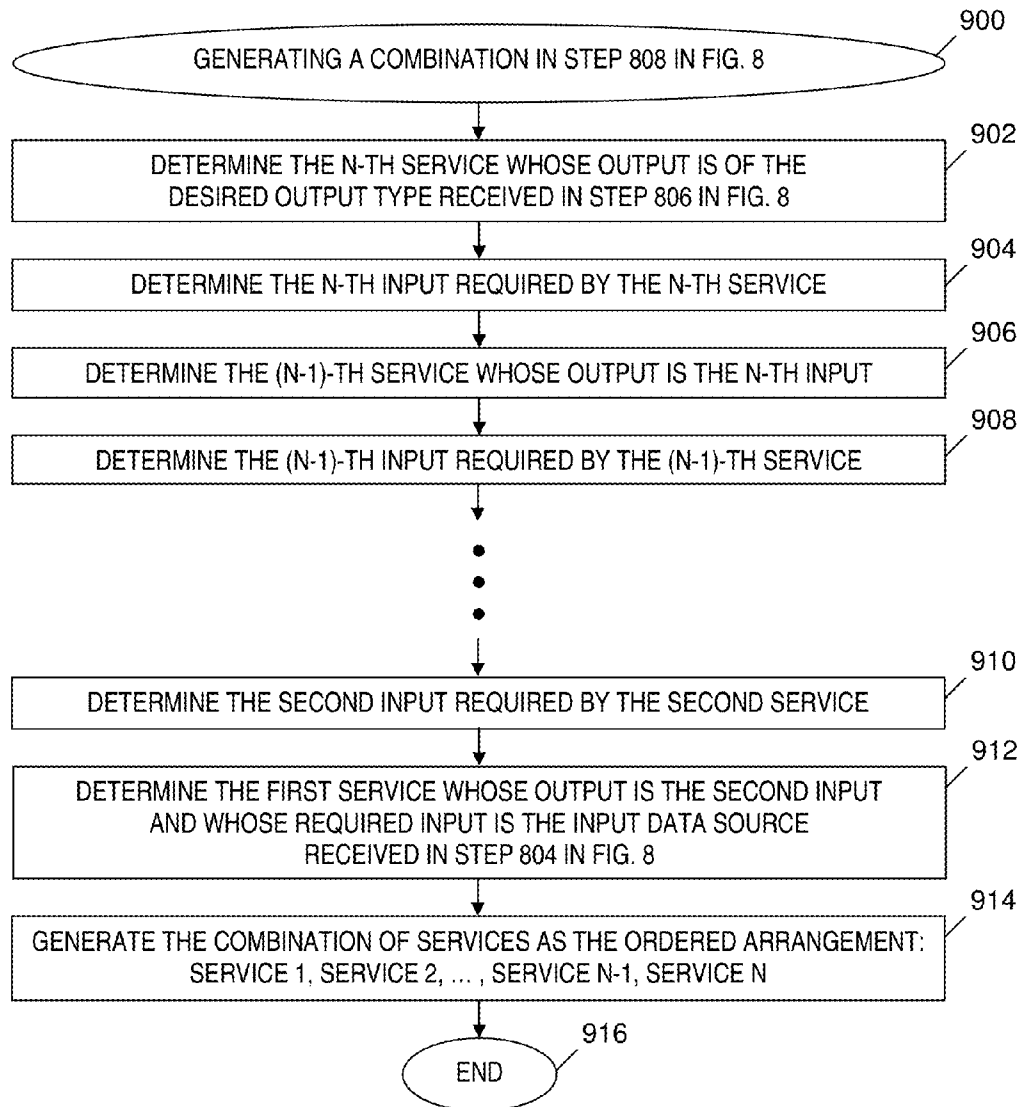 900
GENERATING A COMBINATION IN STEP 808 IN FIG. 8
902
DETERMINE THE N-TH SERVICE WHOSE OUTPUT IS OF THE
DESIRED OUTPUT TYPE RECEIVED IN STEP 806 IN FIG. 8
904
DETERMINE THE N-TH INPUT REQUIRED BY THE N-TH SERVICE
906
DETERMINE THE (N-1)-TH SERVICE WHOSE OUTPUT IS THE N-TH INPUT
908
DETERMINE THE (N-1)-TH INPUT REQUIRED BY THE (N-1)-TH SERVICE
910
DETERMINE THE SECOND INPUT REQUIRED BY THE SECOND SERVICE
912
DETERMINE THE FIRST SERVICE WHOSE OUTPUT IS THE SECOND INPUT
AND WHOSE REQUIRED INPUT IS THE INPUT DATA SOURCE
RECEIVED IN STEP 804 IN FIG. 8
914
GENERATE THE COMBINATION OF SERVICES AS THE ORDERED ARRANGEMENT:
SERVICE 1, SERVICE 2, ... , SERVICE N-1, SERVICE N
916
END